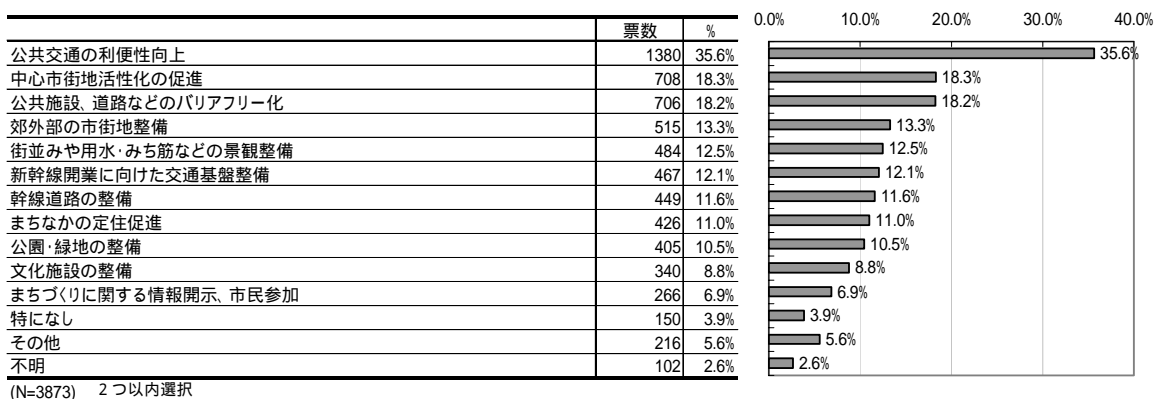 票数 % 0.0% 10.0% 20.0% 30.0% 40.0%
公共交通の利便性向上 1380 35.6% 35.6%
中心市街地活性化の促進 708 18.3% 18.3%
公共施設、道路などのバリアフリー化 706 18.2% 18.2%
郊外部の市街地整備 515 13.3% 13.3%
街並みや用水・みち筋などの景観整備 484 12.5% 12.5%
新幹線開業に向けた交通基盤整備 467 12.1% 12.1%
幹線道路の整備 449 11.6% 11.6%
まちなかの定住促進 426 11.0% 11.0%
公園・緑地の整備 405 10.5% 10.5%
文化施設の整備 340 8.8% 8.8%
まちづくりに関する情報開示、市民参加 266 6.9% 6.9%
特になし 150 3.9% 3.9%
その他 216 5.6% 5.6%
不明 102 2.6% 2.6%
(N=3873) 2つ以内選択